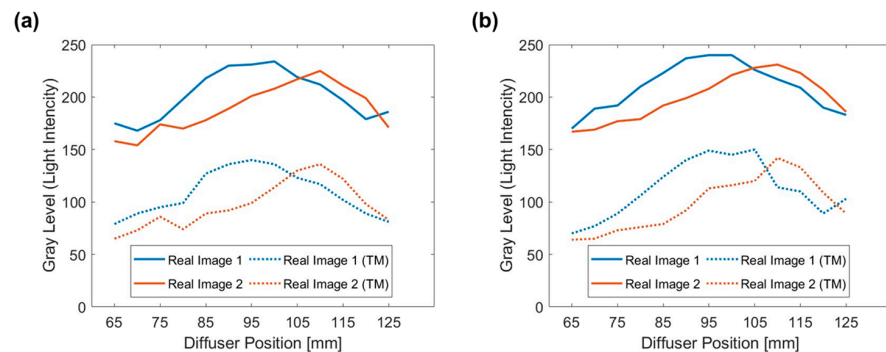 (a)
(b)
250
200
150
100
50
0
Gray Level (Light Intencity)
Real Image 1
Real Image 1 (TM)
Real Image 2
Real Image 2 (TM)
65 75 85 95 105 115 125
Diffuser Position [mm]
250
200
150
100
50
0
Gray Level (Light Intencity)
Real Image 1
Real Image 1 (TM)
Real Image 2
Real Image 2 (TM)
65 75 85 95 105 115 125
Diffuser Position [mm]